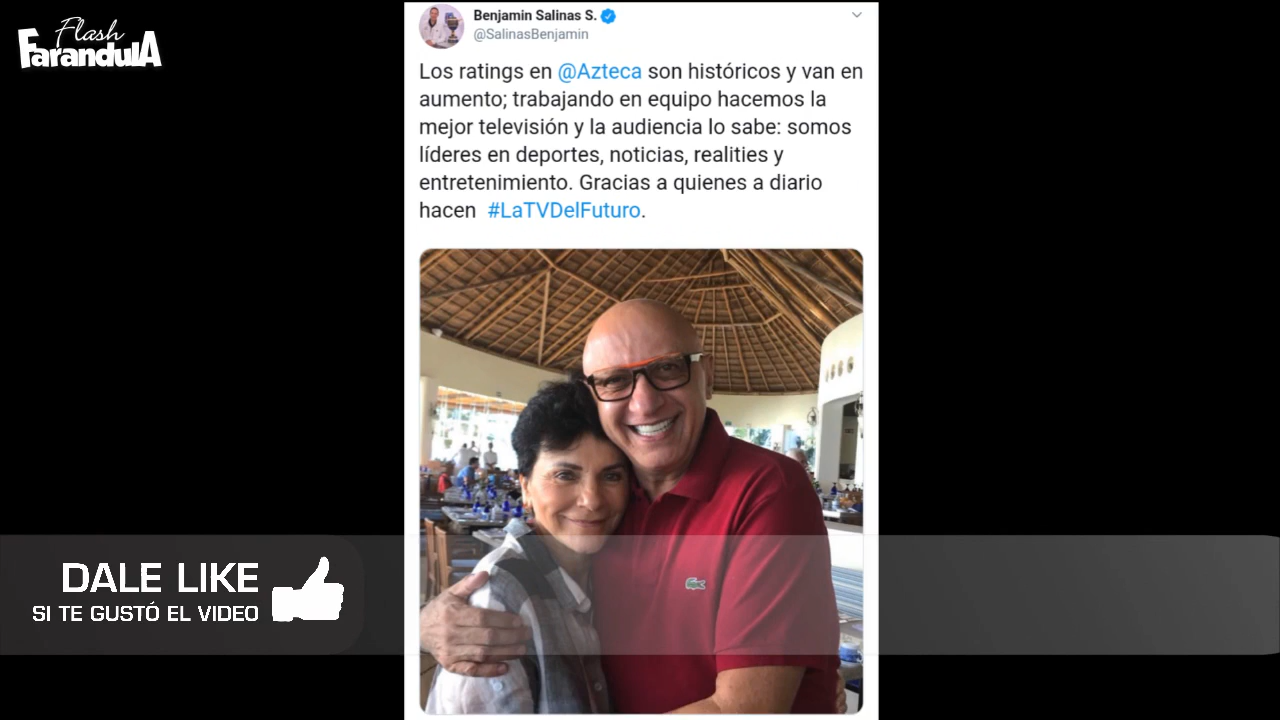 Flash
FarandulA
Benjamin Salinas S.
@SalinasBenjamin
Los ratings en @Azteca son históricos y van en
aumento; trabajando en equipo hacemos la
mejor televisión y la audiencia lo sabe: somos
líderes en deportes, noticias, realities y
entretenimiento. Gracias a quienes a diario
hacen #LaTVDelFuturo.
DALE LIKE
SI TE GUSTÓ EL VIDEO